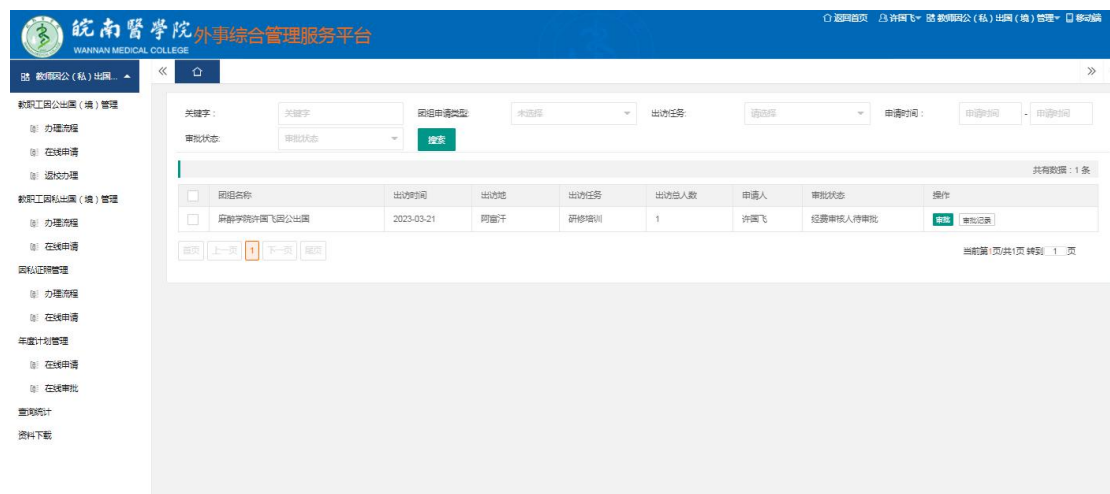 皖南醫學院 外事综合管理服务平台
WANNAN MEDICAL COLLEGE
返回首页 许国飞 教师因公（私）出国（境）管理 移动端
教师因公（私）出国...
教职工因公出国（境）管理
办理流程
在线申请
返校办理
教职工因私出国（境）管理
办理流程
在线申请
因私证照管理
办理流程
在线申请
年度计划管理
在线申请
在线审批
查询统计
资料下载
关键字： 关键字 团组申请类型: 未选择 出访任务: 请选择 申请时间： 申请时间 - 申请时间
审批状态: 审批状态 搜索
共有数据：1 条
团组名称 出访时间 出访地 出访任务 出访总人数 申请人 审批状态 操作
麻醉学院许国飞因公出国 2023-03-21 阿富汗 研修培训 1 许国飞 经费审核人待审批 审批 审批记录
首页 上一页 1 下一页 尾页 当前第1页/共1页 转到 1 页